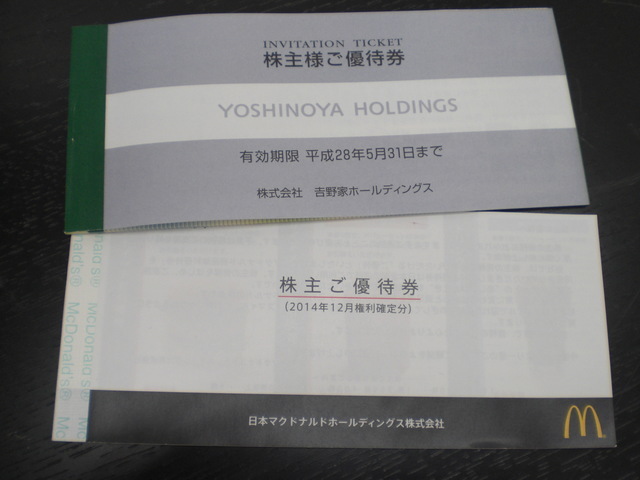 INVITATION TICKET
株主様ご優待券
YOSHINOYA HOLDINGS
有効期限 平成28年5月31日まで
株式会社 吉野家ホールディングス
株主ご優待券
(2014年12月権利確定分)
日本マクドナルドホールディングス株式会社
McDonald's®
McDonald's®